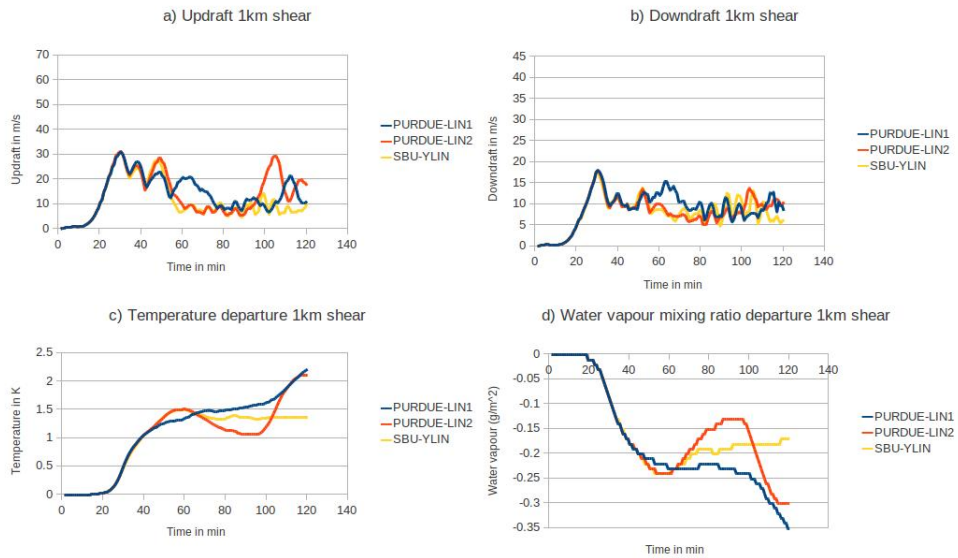 a) Updraft 1km shear
70
60
50
40
30
20
10
0
Updraft in m/s
0 20 40 60 80 100 120 140
Time in min
PURDUE-LIN1
PURDUE-LIN2
SBU-YLIN
b) Downdraft 1km shear
45
40
35
30
25
20
15
10
5
0
Downdraft in m/s
0 20 40 60 80 100 120 140
Time in min
PURDUE-LIN1
PURDUE-LIN2
SBU-YLIN
c) Temperature departure 1km shear
2.5
2
1.5
1
0.5
0
Temperature in K
0 20 40 60 80 100 120 140
Time in min
PURDUE-LIN1
PURDUE-LIN2
SBU-YLIN
d) Water vapour mixing ratio departure 1km shear
0
-0.05
-0.1
-0.15
-0.2
-0.25
-0.3
-0.35
Water vapour (g/m^2)
0 20 40 60 80 100 120 140
Time in min
PURDUE-LIN1
PURDUE-LIN2
SBU-YLIN